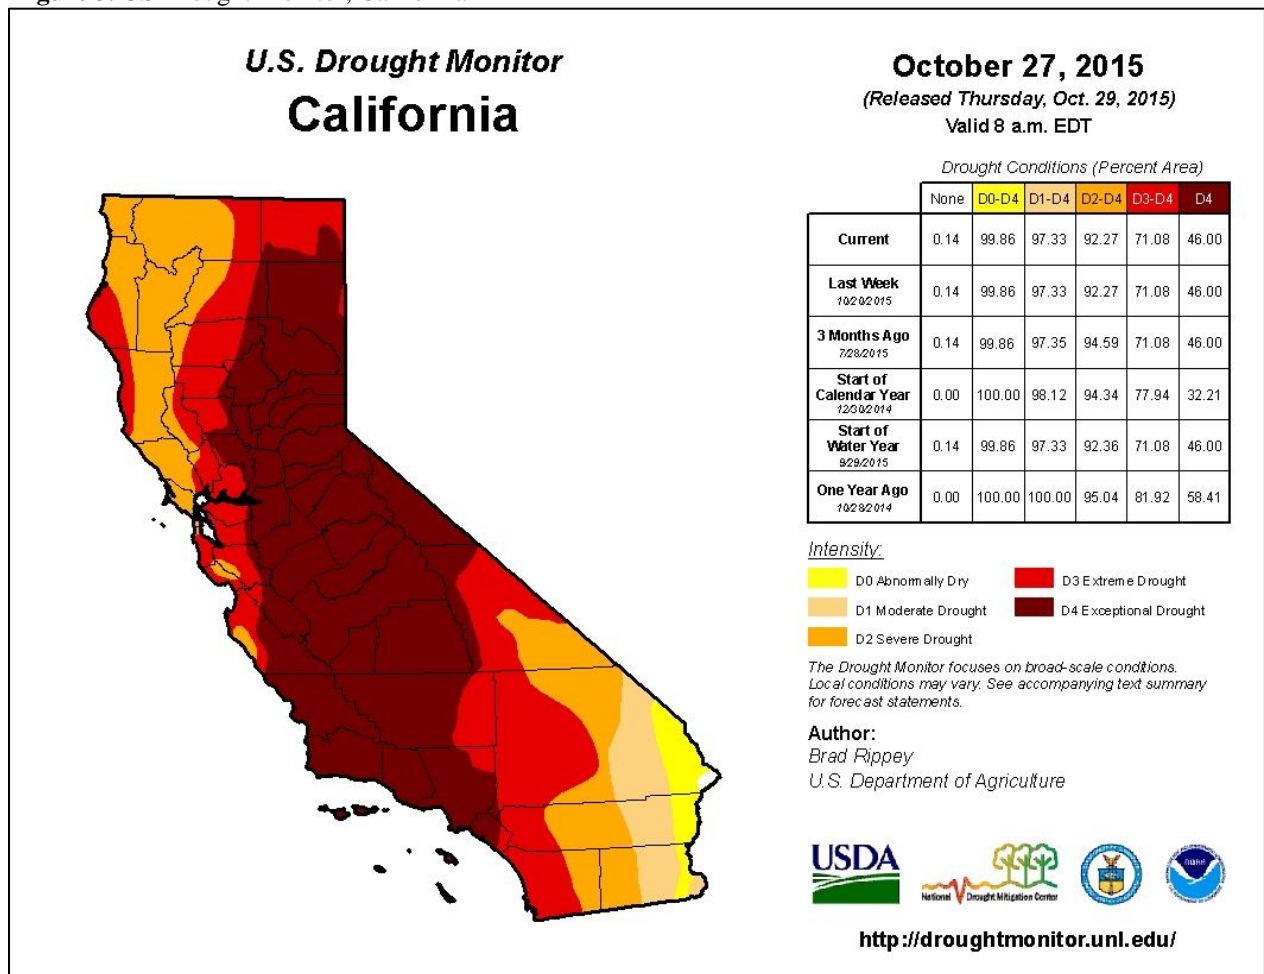 U.S. Drought Monitor
California
October 27, 2015
(Released Thursday, Oct. 29, 2015)
Valid 8 a.m. EDT
Drought Conditions (Percent Area)
None D0-D4 D1-D4 D2-D4 D3-D4 D4
Current 0.14 99.86 97.33 92.27 71.08 46.00
Last Week
10/20/2015
0.14 99.86 97.33 92.27 71.08 46.00
3 Months Ago
7/28/2015
0.14 99.86 97.35 94.59 71.08 46.00
Start of
Calendar Year
12/30/2014
0.00 100.00 98.12 94.34 77.94 32.21
Start of
Water Year
9/29/2015
0.14 99.86 97.33 92.36 71.08 46.00
One Year Ago
10/28/2014
0.00 100.00 100.00 95.04 81.92 58.41
Intensity:
D0 Abnormally Dry
D1 Moderate Drought
D2 Severe Drought
D3 Extreme Drought
D4 Exceptional Drought
The Drought Monitor focuses on broad-scale conditions.
Local conditions may vary. See accompanying text summary
for forecast statements.
Author:
Brad Rippey
U.S. Department of Agriculture
USDA
National Drought Mitigation Center
noaa
http://droughtmonitor.unl.edu/